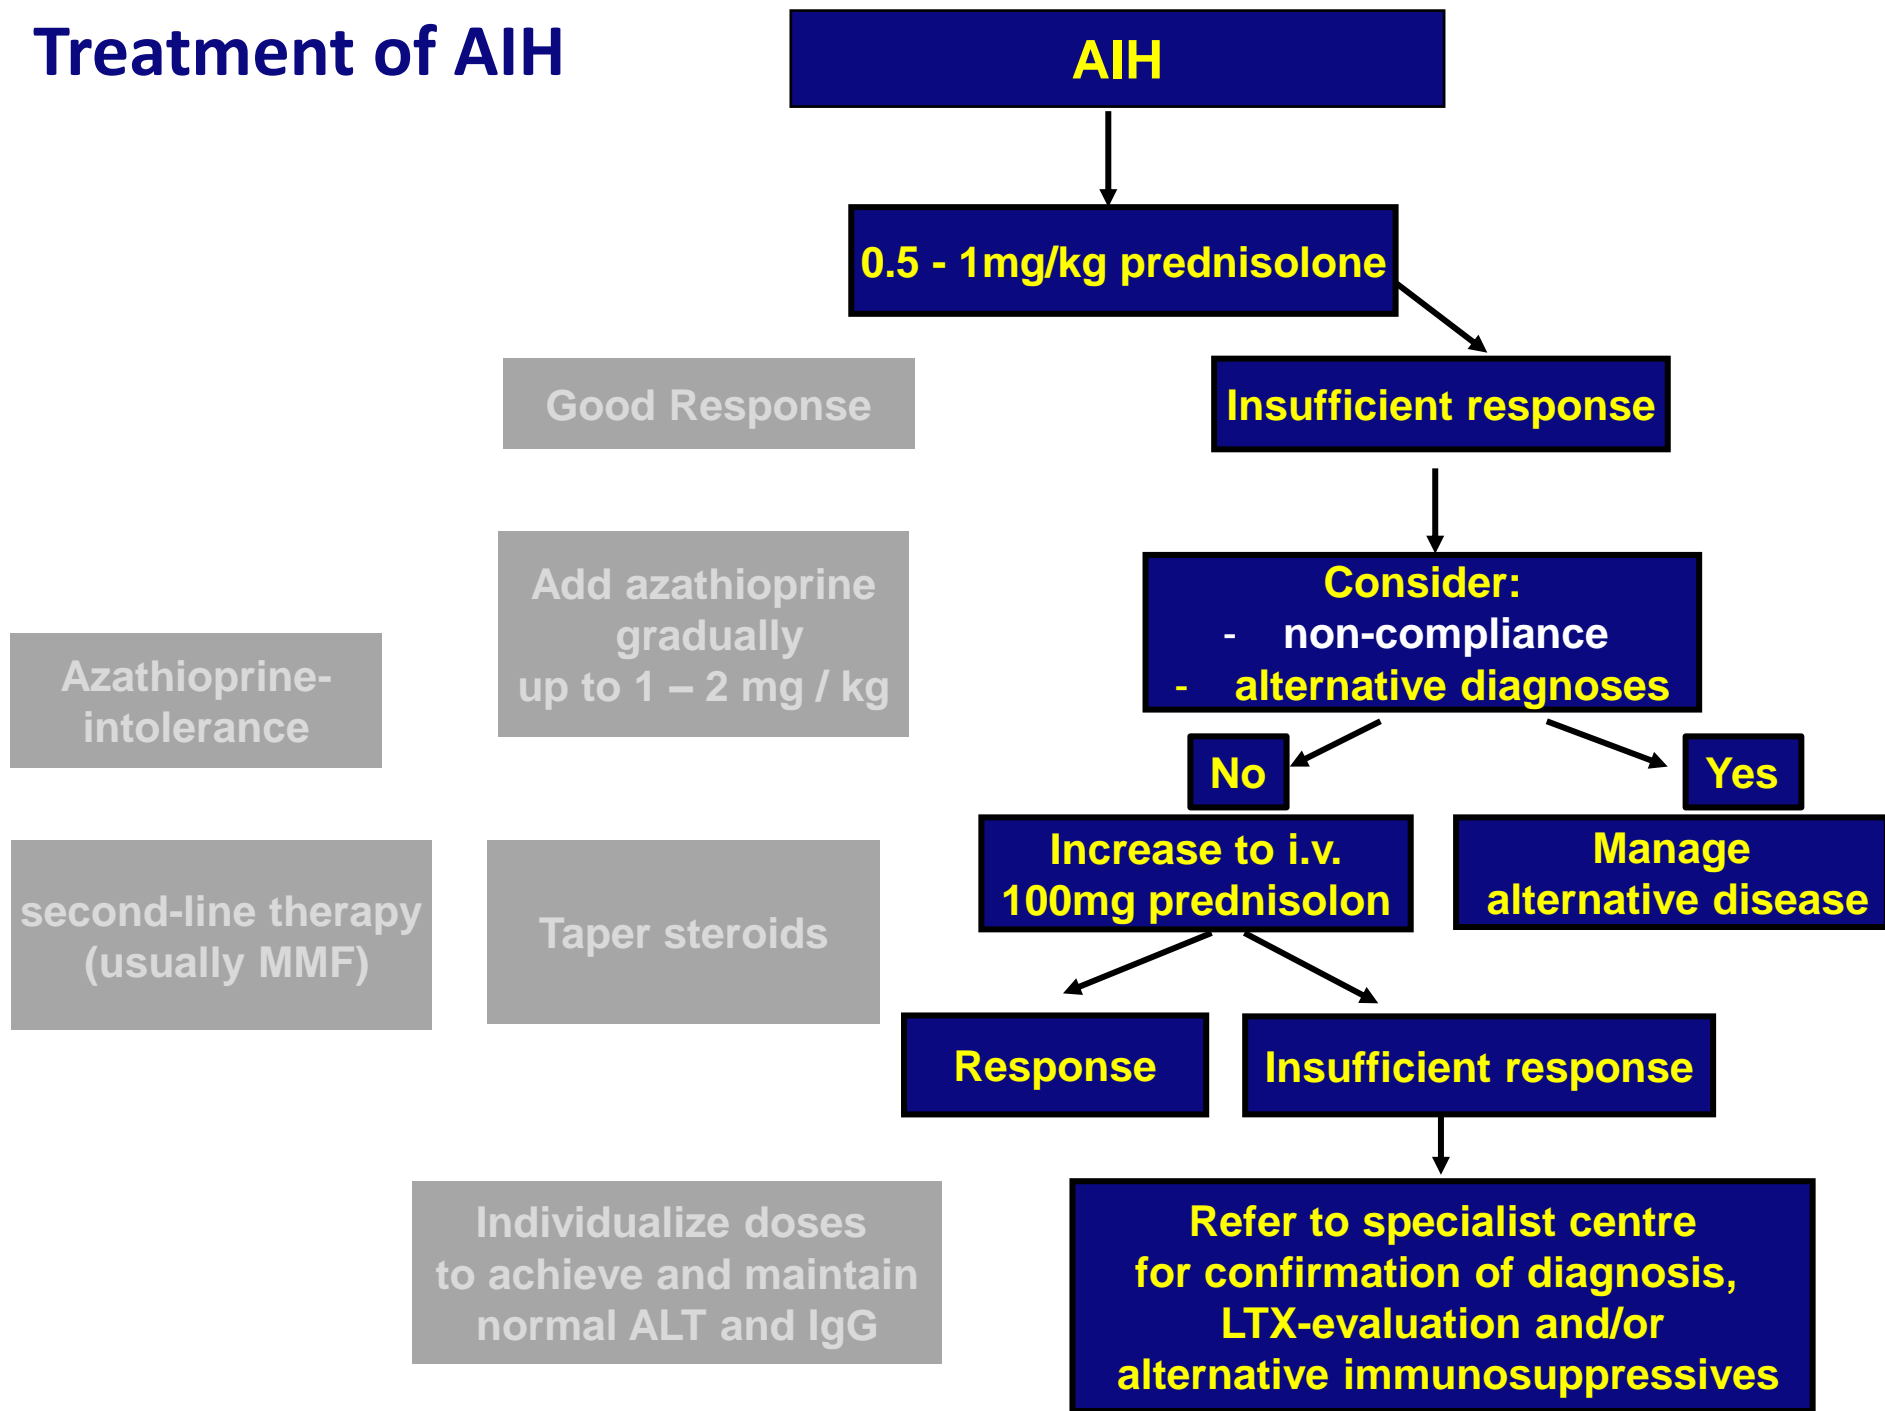 Treatment of AIH
AIH
0.5 - 1mg/kg prednisolone
Good Response
Insufficient response
Add azathioprine
gradually
up to 1 – 2 mg / kg
Consider:
- non-compliance
- alternative diagnoses
Azathioprine-
intolerance
No
Yes
second-line therapy
(usually MMF)
Taper steroids
Increase to i.v.
100mg prednisolon
Manage
alternative disease
Response
Insufficient response
Individualize doses
to achieve and maintain
normal ALT and IgG
Refer to specialist centre
for confirmation of diagnosis,
LTX-evaluation and/or
alternative immunosuppressives